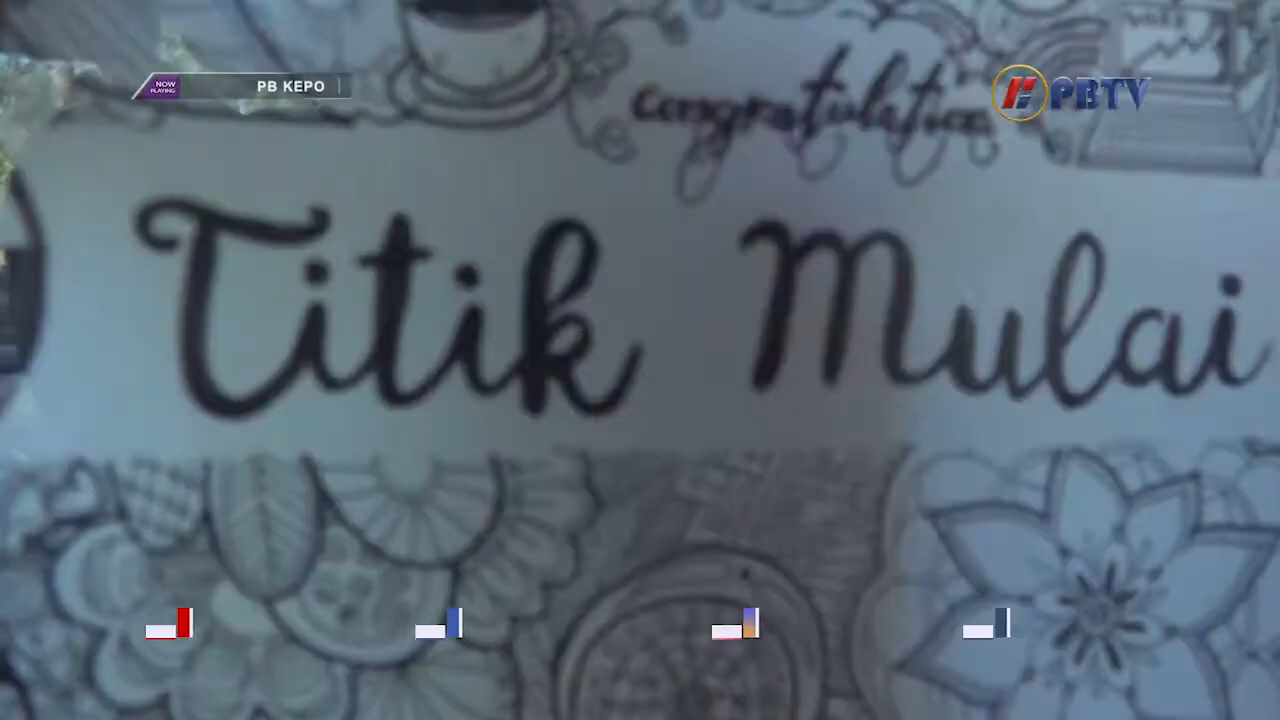 NOW
PLAYING
PB KEPO
PBTV
congratulation
Titik Mulai